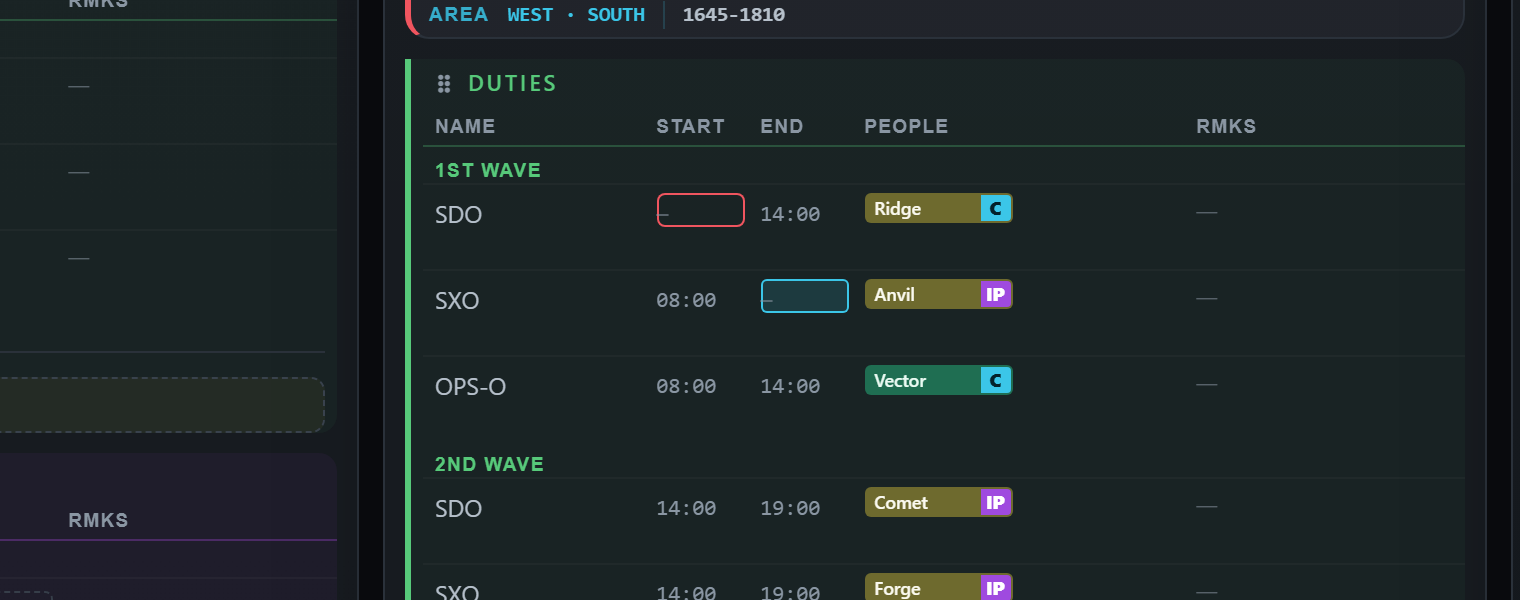 RMKS
—
—
—
RMKS
AREA WEST · SOUTH 1645-1810
DUTIES
NAME START END PEOPLE RMKS
1ST WAVE
SDO — 14:00 Ridge C —
SXO 08:00 — Anvil IP —
OPS-O 08:00 14:00 Vector C —
2ND WAVE
SDO 14:00 19:00 Comet IP —
SXO 14:00 19:00 Forge IP —